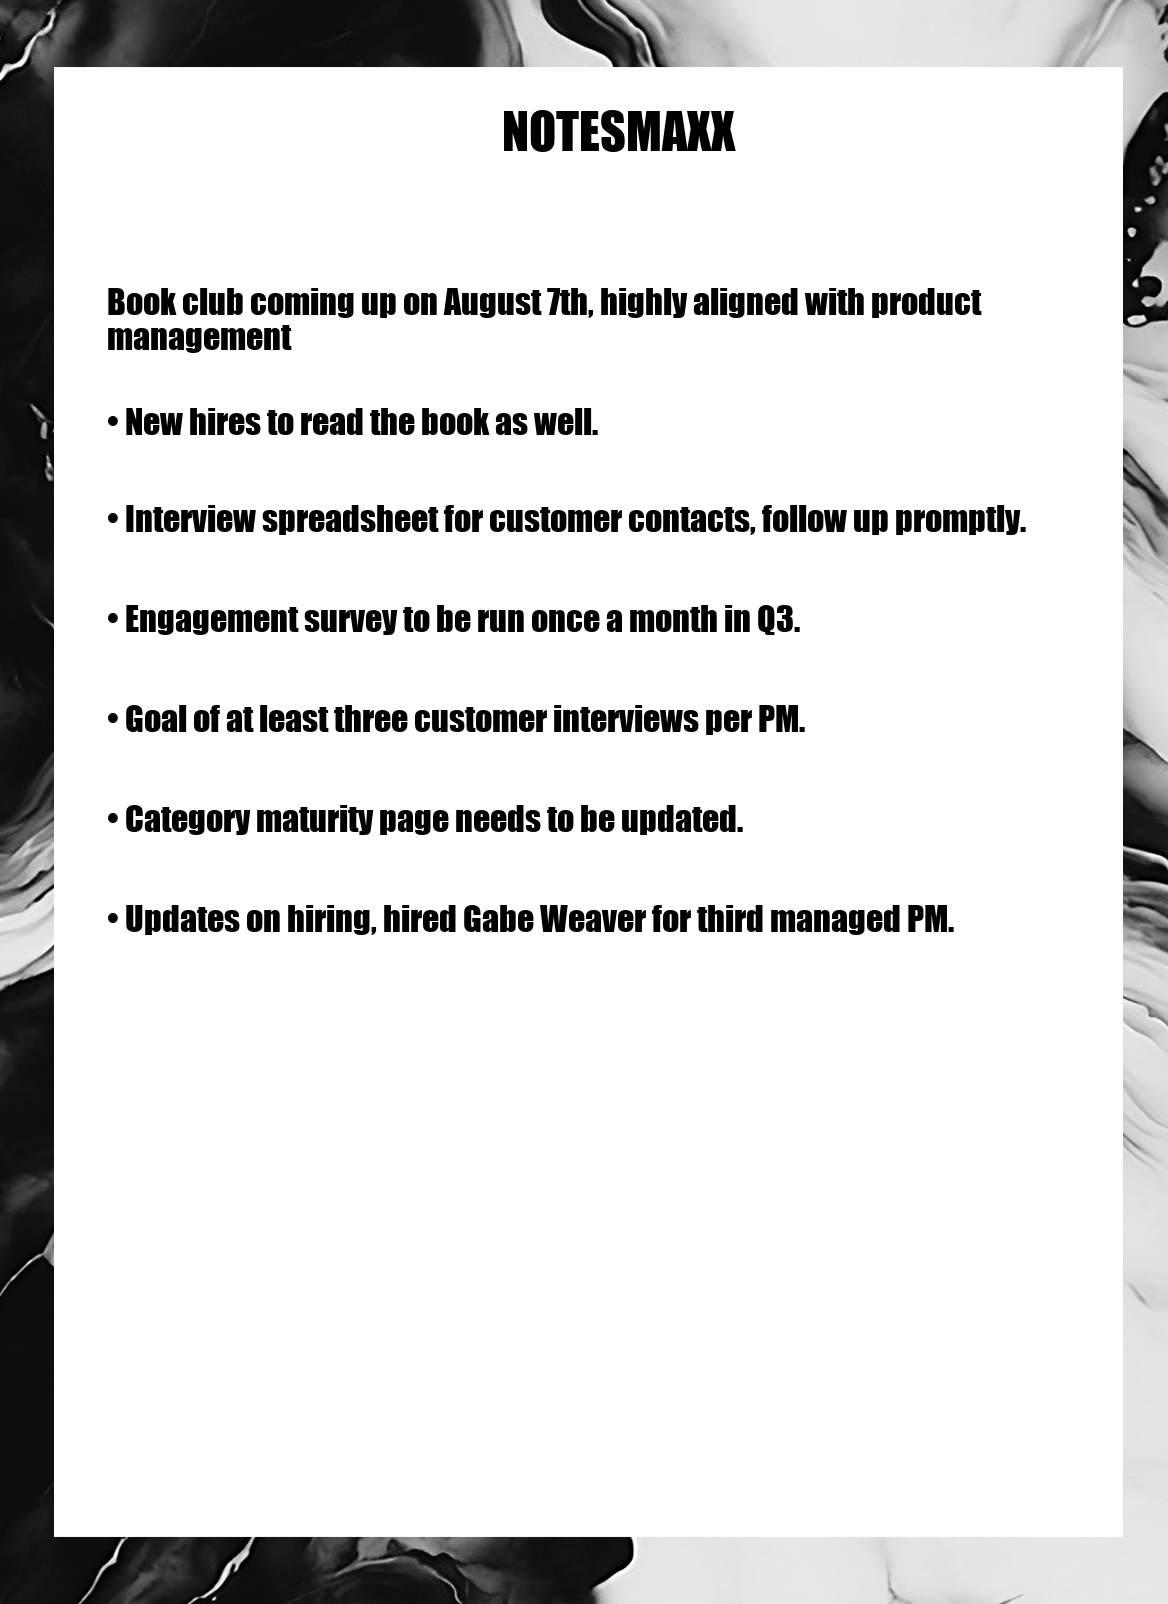 NOTESMAXX
Book club coming up on August 7th, highly aligned with product
management
• New hires to read the book as well.
• Interview spreadsheet for customer contacts, follow up promptly.
• Engagement survey to be run once a month in Q3.
• Goal of at least three customer interviews per PM.
• Category maturity page needs to be updated.
• Updates on hiring, hired Gabe Weaver for third managed PM.